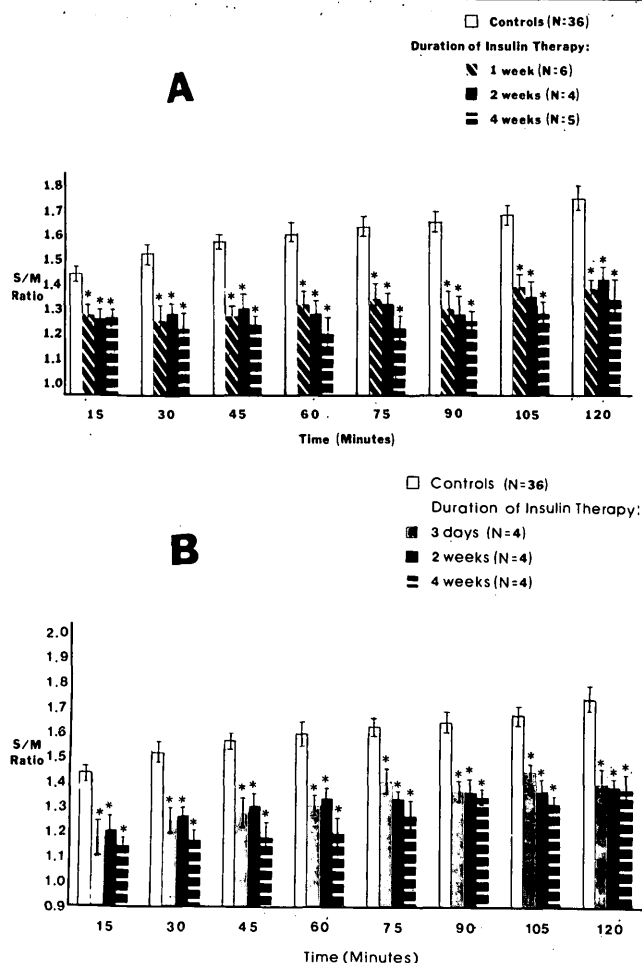 Controls (N=36)
Duration of Insulin Therapy:
1 week (N=6)
2 weeks (N=4)
4 weeks (N=5)
A
1.8
1.7
1.6
1.5
S/M
Ratio
1.4
1.3
1.2
1.1
1.0
* * * * * * * * * * * * * * * * * * * * * * * *
15 30 45 60 75 90 105 120
Time (Minutes)
Controls (N=36)
Duration of Insulin Therapy:
3 days (N=4)
2 weeks (N=4)
4 weeks (N=4)
B
2.0
1.9
1.8
1.7
1.6
S/M
Ratio
1.5
1.4
1.3
1.2
1.1
1.0
0.9
* * * * * * * * * * * * * * * * * * * * * * * *
15 30 45 60 75 90 105 120
Time (Minutes)